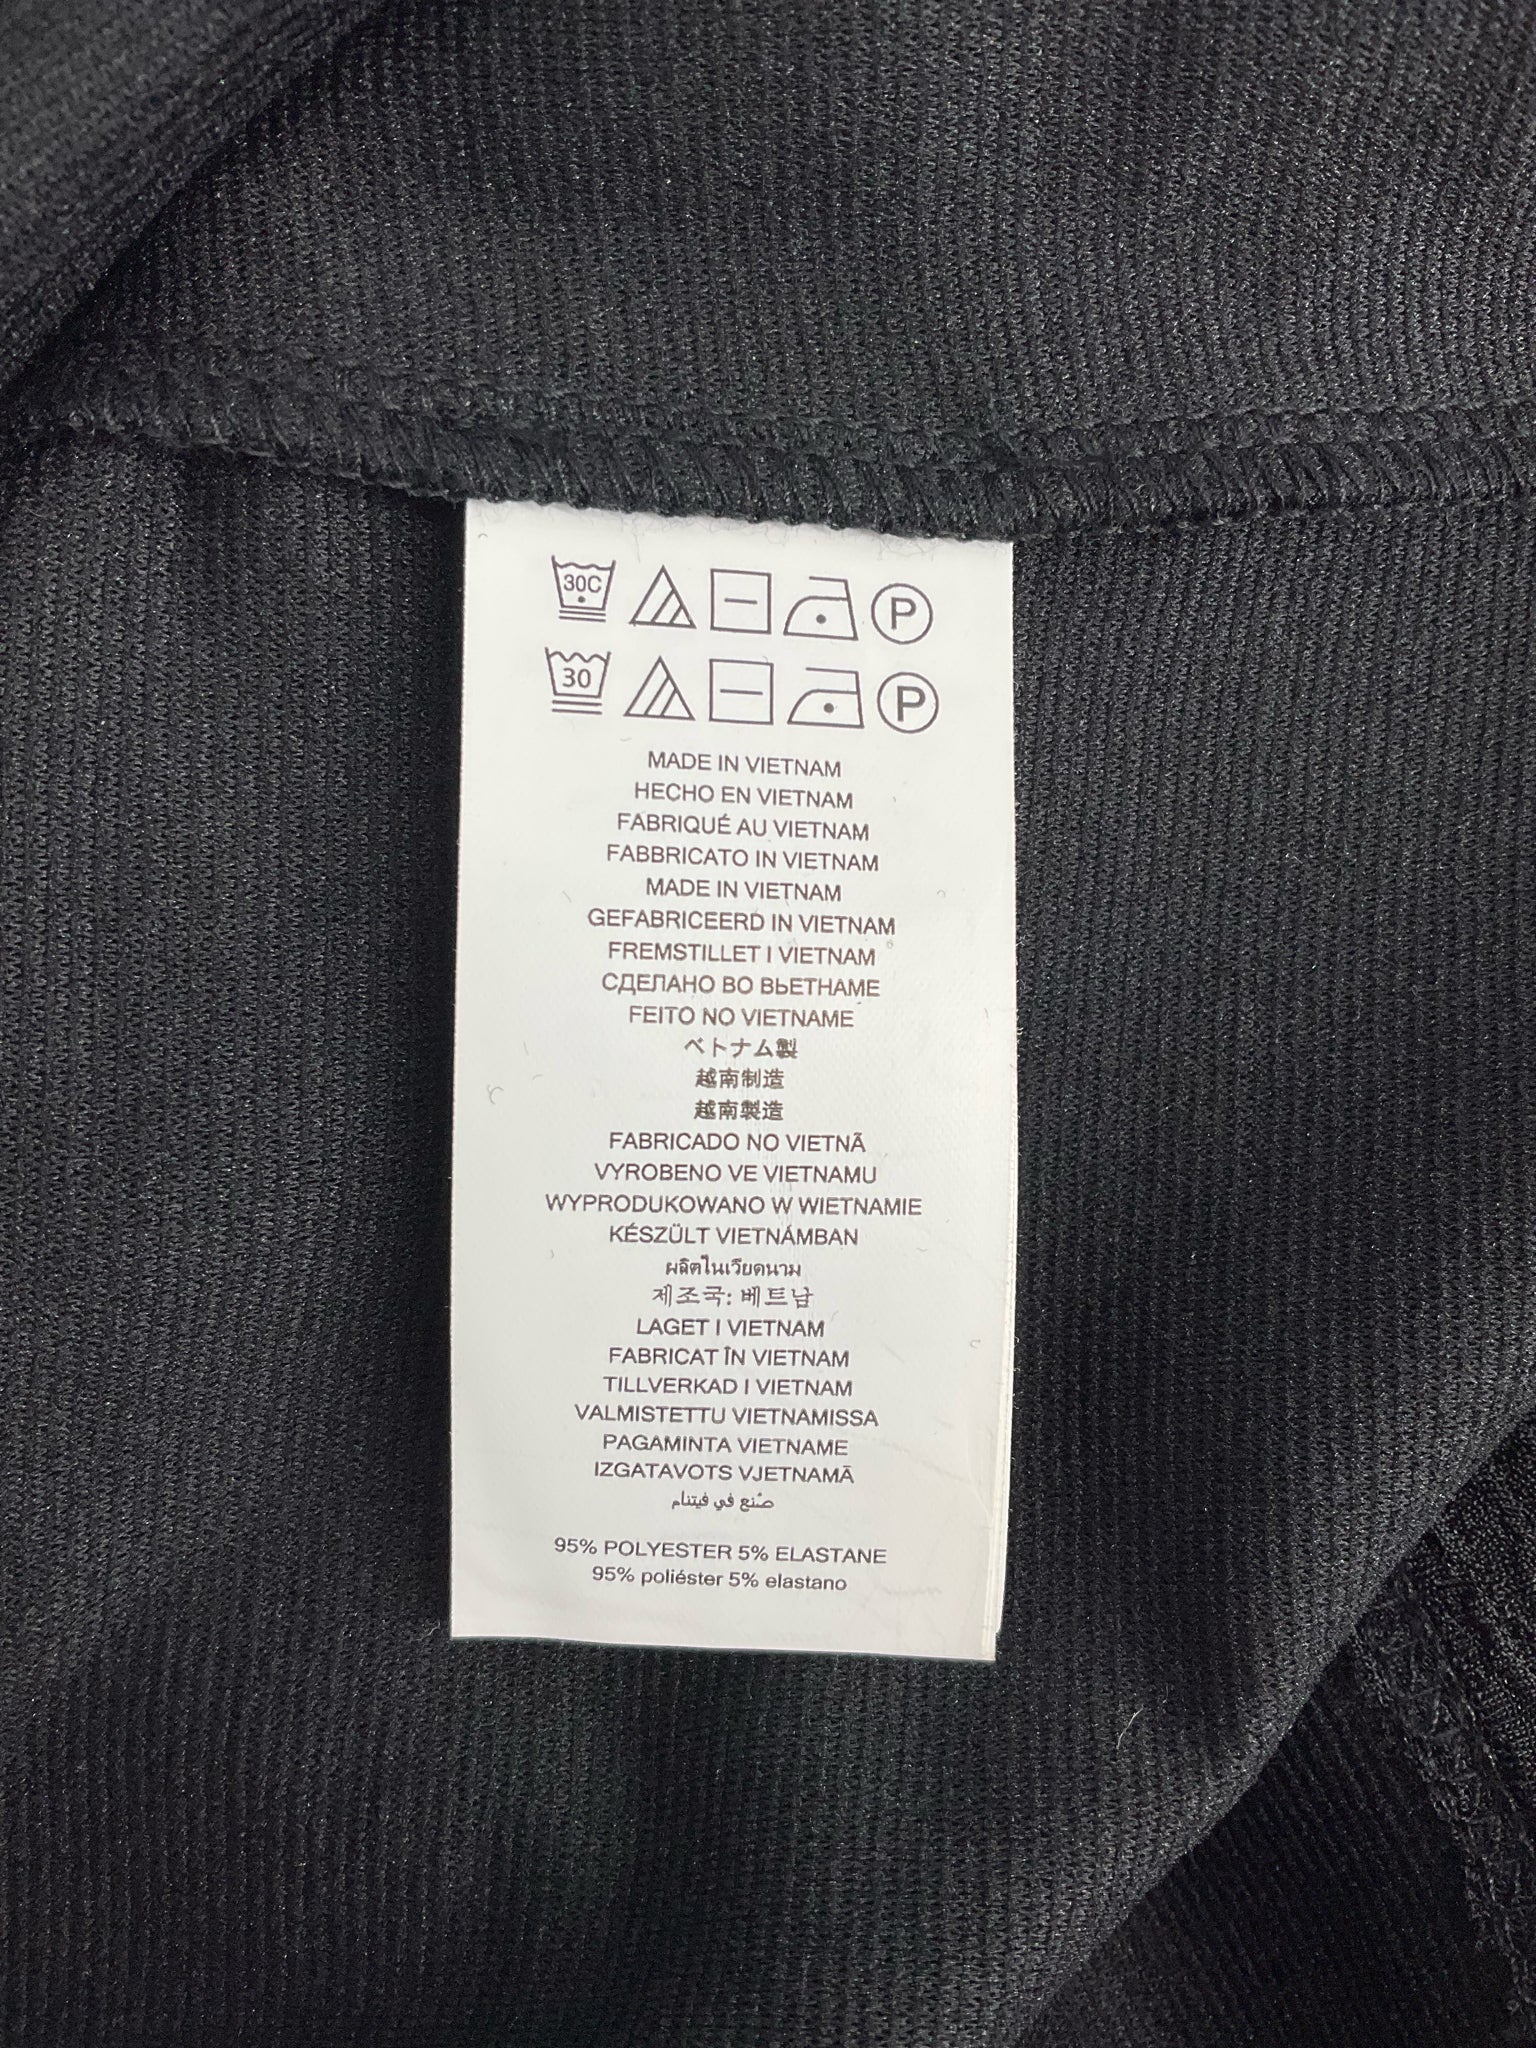 30C P
30 P
MADE IN VIETNAM
HECHO EN VIETNAM
FABRIQUÉ AU VIETNAM
FABBRICATO IN VIETNAM
MADE IN VIETNAM
GEFABRICEERD IN VIETNAM
FREMSTILLET I VIETNAM
СДЕЛАНО ВО ВЬЕТНАМЕ
FEITO NO VIETNAME
ベトナム製
越南制造
越南製造
FABRICADO NO VIETNÃ
VYROBENO VE VIETNAMU
WYPRODUKOWANO W WIETNAMIE
KÉSZÜLT VIETNÁMBAN
ผลิตในเวียดนาม
제조국: 베트남
LAGET I VIETNAM
FABRICAT ÎN VIETNAM
TILLVERKAD I VIETNAM
VALMISTETTU VIETNAMISSA
PAGAMINTA VIETNAME
IZGATAVOTS VJETNAMĀ
صُنع في فيتنام
95% POLYESTER 5% ELASTANE
95% poliéster 5% elastano